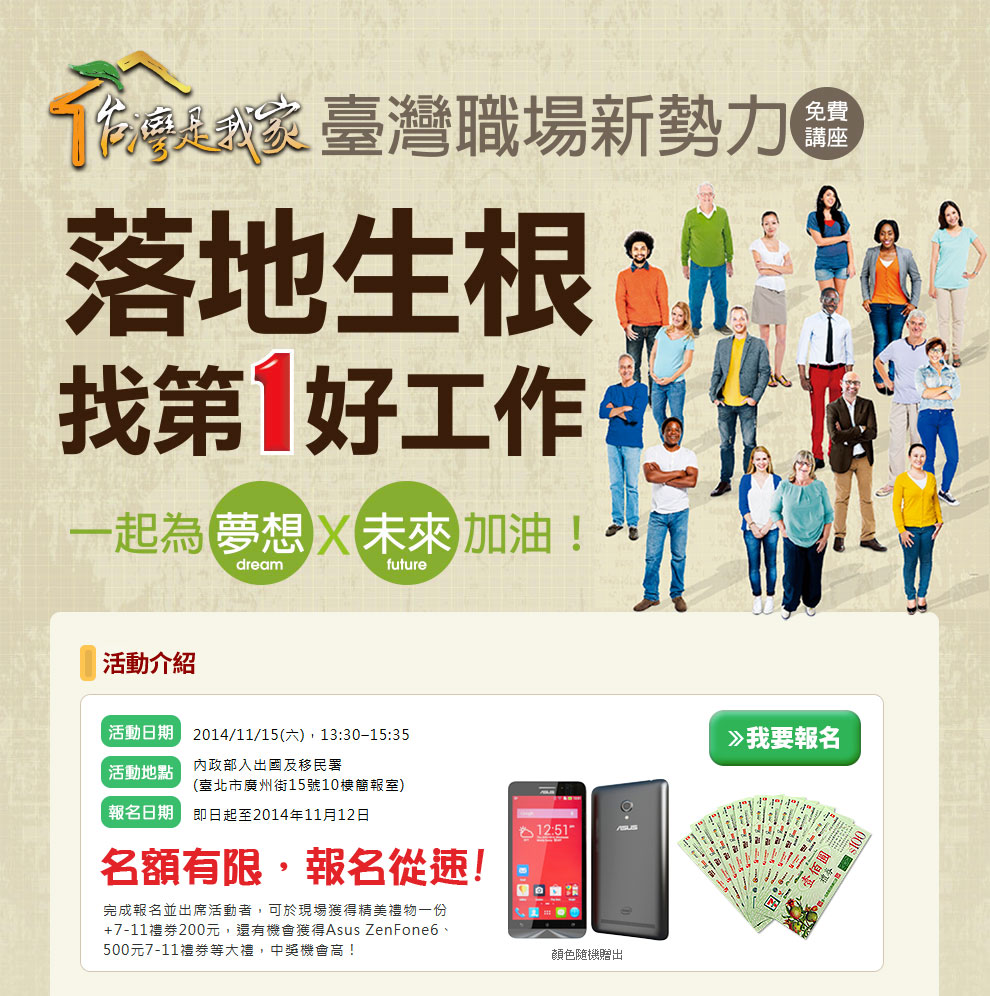 台灣是我家 臺灣職場新勢力 免費講座
落地生根
找第1好工作
一起為 夢想 dream X 未來 future 加油！
活動介紹
活動日期 2014/11/15(六)，13:30–15:35
我要報名
活動地點 內政部入出國及移民署
(臺北市廣州街15號10樓簡報室)
報名日期 即日起至2014年11月12日
名額有限，報名從速！
完成報名並出席活動者，可於現場獲得精美禮物一份
+7-11禮券200元，還有機會獲得Asus ZenFone6、
500元7-11禮券等大禮，中獎機會高！
ASUS
12:51
ASUS
intel
壹佰圓
$100
顏色隨機贈出